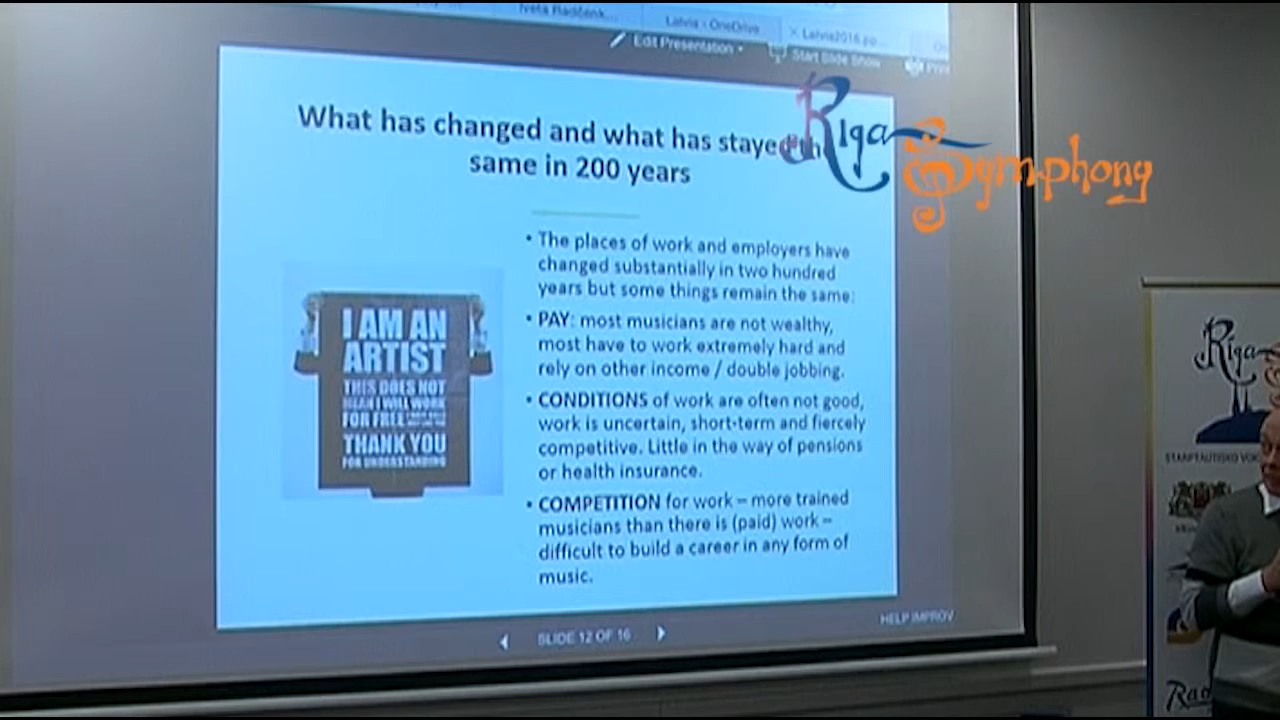 Latvia - OneDrive
Edit Presentation
Start Slide Show
Riga
Symphony
What has changed and what has stayed the
same in 200 years
• The places of work and employers have
changed substantially in two hundred
years but some things remain the same:
• PAY: most musicians are not wealthy,
most have to work extremely hard and
rely on other income / double jobbing.
• CONDITIONS of work are often not good,
work is uncertain, short-term and fiercely
competitive. Little in the way of pensions
or health insurance.
• COMPETITION for work – more trained
musicians than there is (paid) work –
difficult to build a career in any form of
music.
I AM AN
ARTIST
THIS DOES NOT
MEAN I WILL WORK
FOR FREE
THANK YOU
FOR UNDERSTANDING
SLIDE 12 OF 16
HELP IMPROV
Riga